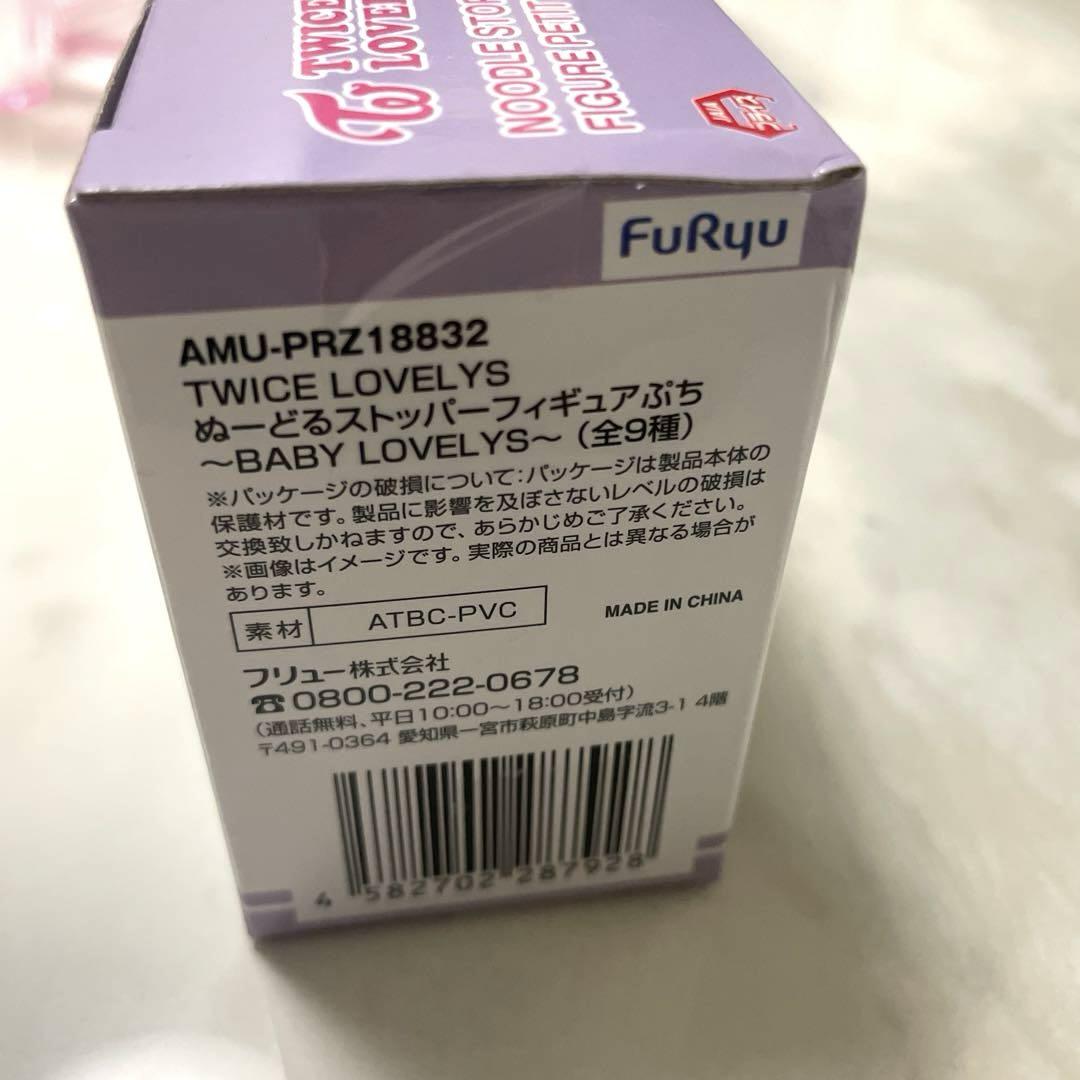 TWICE
LOVE
NOODLE STO
FIGURE PETI
AMU
プライズ
FuRyu
AMU-PRZ18832
TWICE LOVELYS
ぬーどるストッパーフィギュアぷち
～BABY LOVELYS～（全9種）
※パッケージの破損について:パッケージは製品本体の
保護材です。製品に影響を及ぼさないレベルの破損は
交換致しかねますので、あらかじめご了承ください。
※画像はイメージです。実際の商品とは異なる場合が
あります。
素材 ATBC-PVC
MADE IN CHINA
フリュー株式会社
☎0800-222-0678
（通話無料、平日10:00～18:00受付）
〒491-0364 愛知県一宮市萩原町中島字流3-1 4階
4 582702 287928